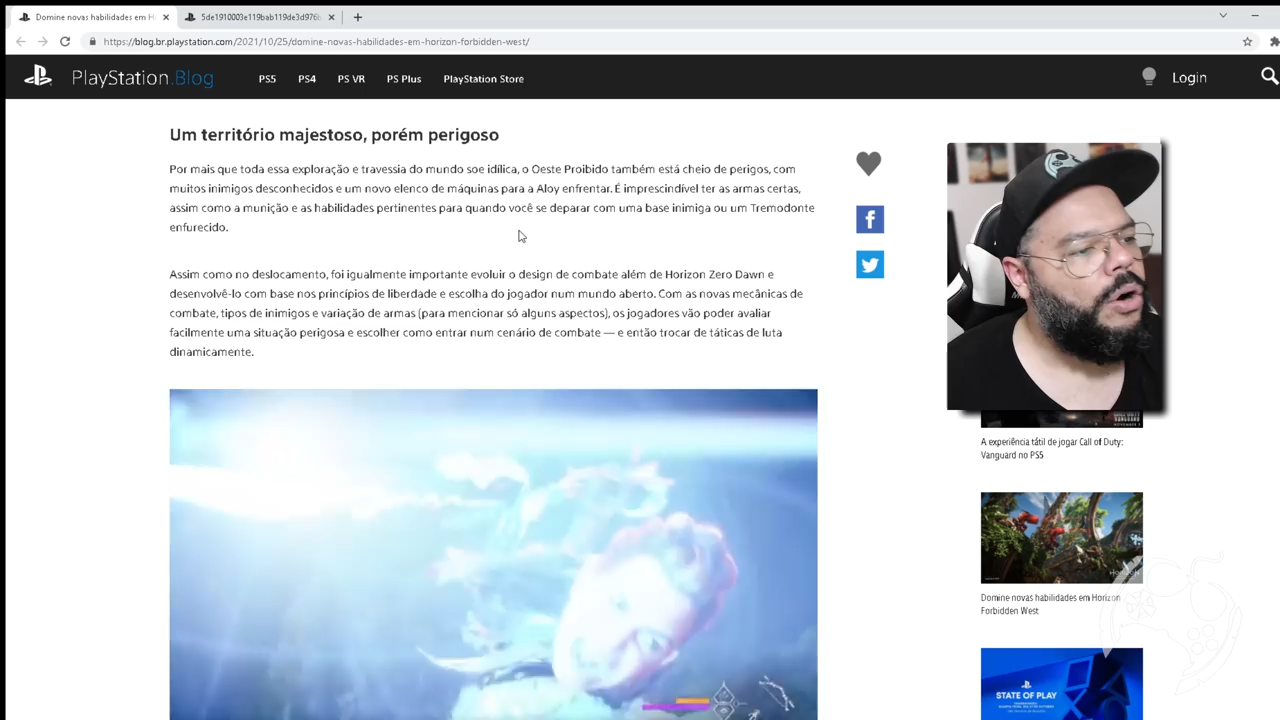 Domine novas habilidades em H
5de1910003e119bab119de3d976b
https://blog.br.playstation.com/2021/10/25/domine-novas-habilidades-em-horizon-forbidden-west/
PlayStation.Blog
PS5
PS4
PS VR
PS Plus
PlayStation Store
Login
Um território majestoso, porém perigoso
Por mais que toda essa exploração e travessia do mundo soe idílica, o Oeste Proibido também está cheio de perigos, com
muitos inimigos desconhecidos e um novo elenco de máquinas para a Aloy enfrentar. É imprescindível ter as armas certas,
assim como a munição e as habilidades pertinentes para quando você se deparar com uma base inimiga ou um Tremodonte
enfurecido.
Assim como no deslocamento, foi igualmente importante evoluir o design de combate além de Horizon Zero Dawn e
desenvolvê-lo com base nos princípios de liberdade e escolha do jogador num mundo aberto. Com as novas mecânicas de
combate, tipos de inimigos e variação de armas (para mencionar só alguns aspectos), os jogadores vão poder avaliar
facilmente uma situação perigosa e escolher como entrar num cenário de combate — e então trocar de táticas de luta
dinamicamente.
A experiência tátil de jogar Call of Duty:
Vanguard no PS5
Domine novas habilidades em Horizon
Forbidden West
STATE OF PLAY